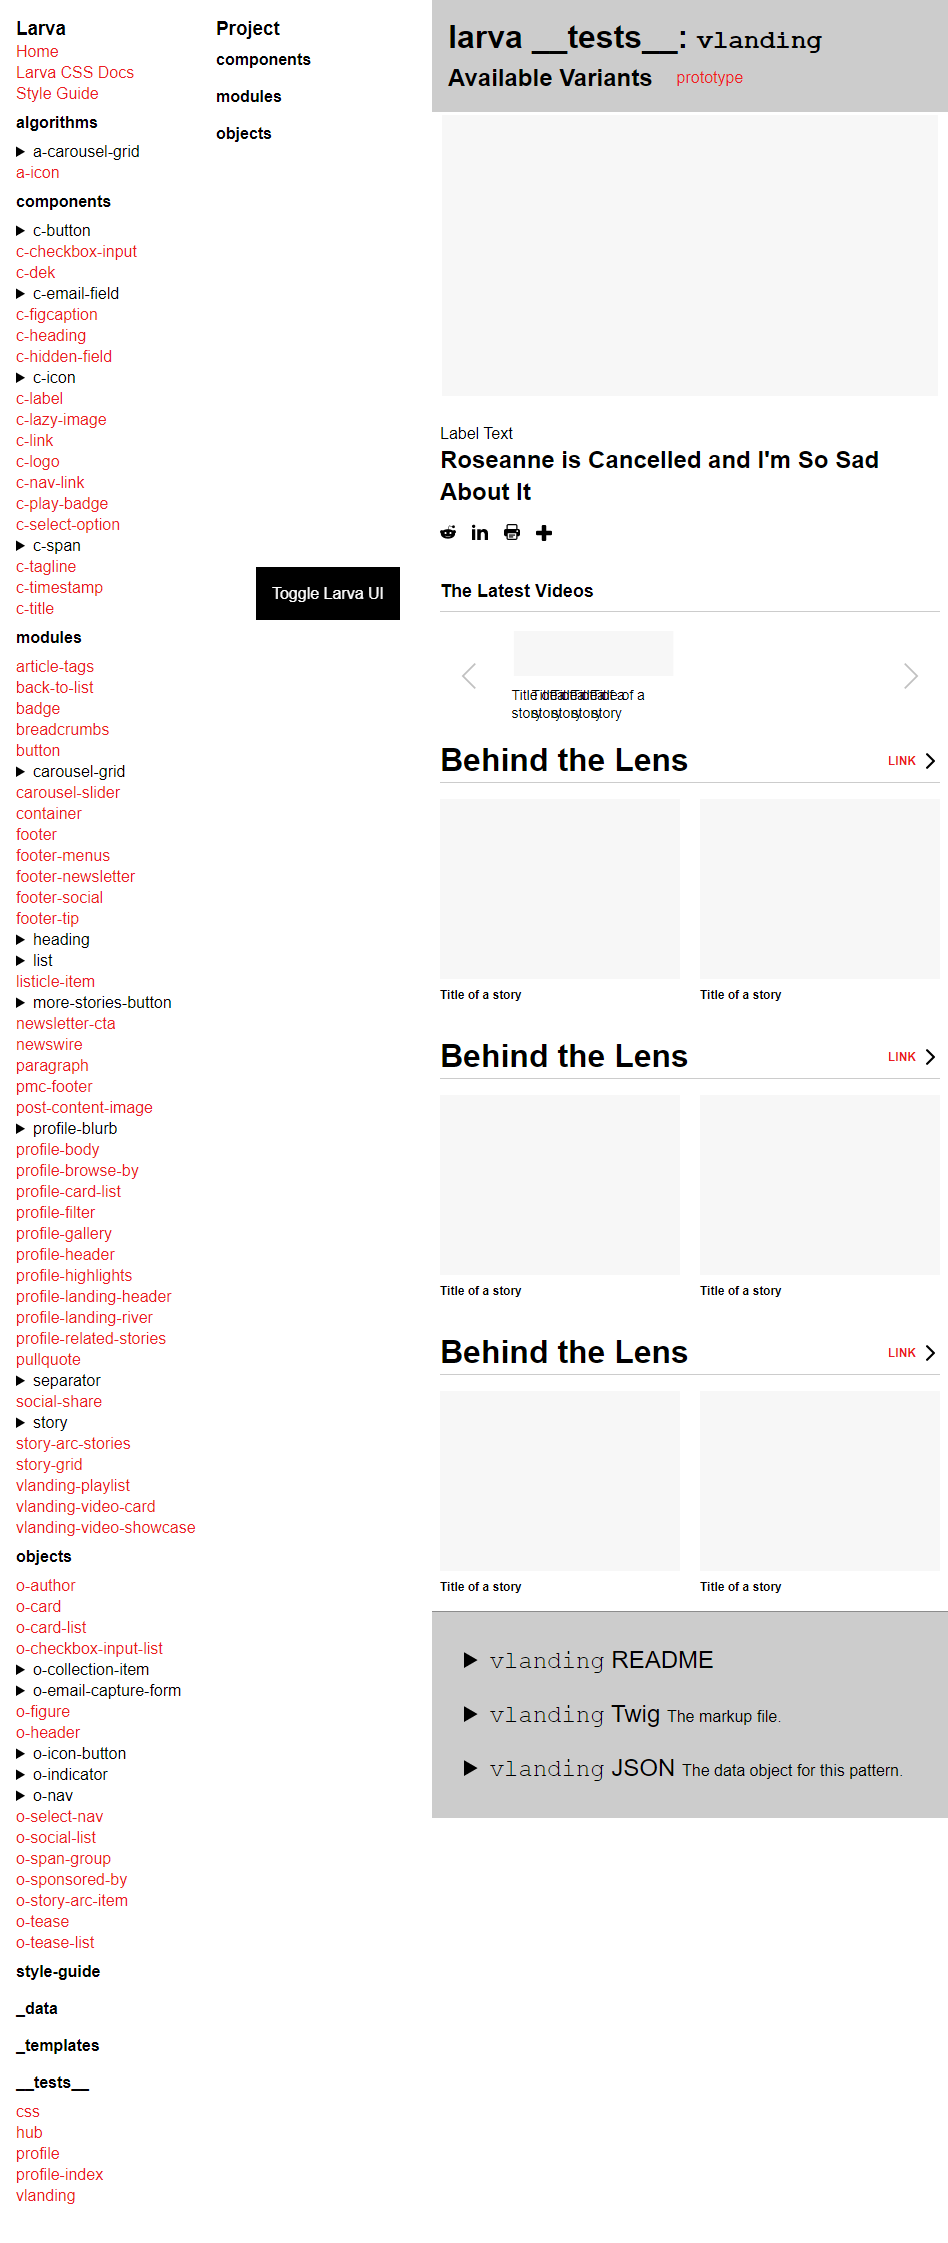 Larva
Home
Larva CSS Docs
Style Guide
algorithms
a-carousel-grid
a-icon
components
c-button
c-checkbox-input
c-dek
c-email-field
c-figcaption
c-heading
c-hidden-field
c-icon
c-label
c-lazy-image
c-link
c-logo
c-nav-link
c-play-badge
c-select-option
c-span
c-tagline
c-timestamp
c-title
modules
article-tags
back-to-list
badge
breadcrumbs
button
carousel-grid
carousel-slider
container
footer
footer-menus
footer-newsletter
footer-social
footer-tip
heading
list
listicle-item
more-stories-button
newsletter-cta
newswire
paragraph
pmc-footer
post-content-image
profile-blurb
profile-body
profile-browse-by
profile-card-list
profile-filter
profile-gallery
profile-header
profile-highlights
profile-landing-header
profile-landing-river
profile-related-stories
pullquote
separator
social-share
story
story-arc-stories
story-grid
vlanding-playlist
vlanding-video-card
vlanding-video-showcase
objects
o-author
o-card
o-card-list
o-checkbox-input-list
o-collection-item
o-email-capture-form
o-figure
o-header
o-icon-button
o-indicator
o-nav
o-select-nav
o-social-list
o-span-group
o-sponsored-by
o-story-arc-item
o-tease
o-tease-list
style-guide
_data
_templates
__tests__
css
hub
profile
profile-index
vlanding
Project
components
modules
objects
Toggle Larva UI
larva __tests__: vlanding
Available Variants prototype
Label Text
Roseanne is Cancelled and I'm So Sad
About It
The Latest Videos
Behind the Lens LINK
Title of a story Title of a story
Behind the Lens LINK
Title of a story Title of a story
Behind the Lens LINK
Title of a story Title of a story
vlanding README
vlanding Twig The markup file.
vlanding JSON The data object for this pattern.